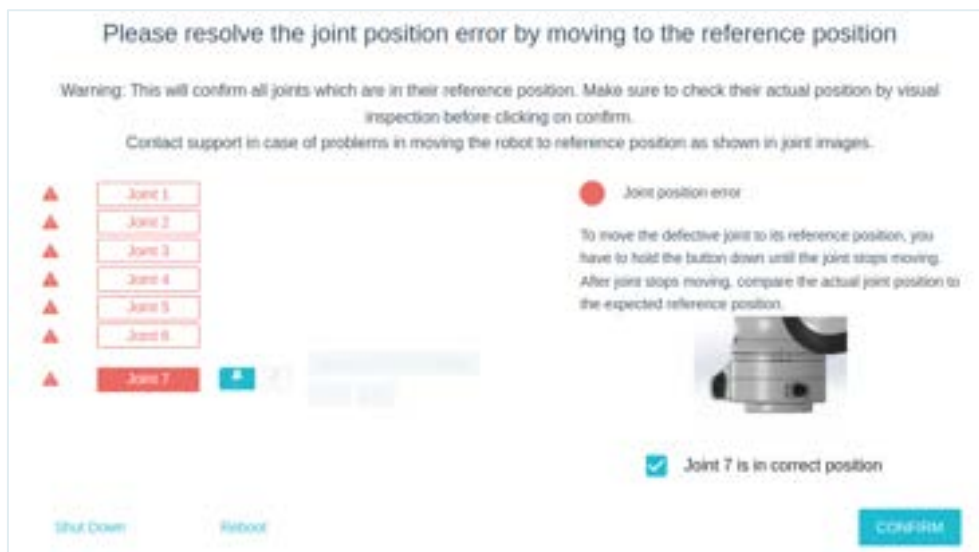 Please resolve the joint position error by moving to the reference position
Warning: This will confirm all joints which are in their reference position. Make sure to check their actual position by visual
inspection before clicking on confirm.
Contact support in case of problems in moving the robot to reference position as shown in joint images.
Joint 1
Joint 2
Joint 3
Joint 4
Joint 5
Joint 6
Joint 7
Joint position error
To move the defective joint to its reference position, you
have to hold the button down until the joint stops moving.
After joint stops moving, compare the actual joint position to
the expected reference position.
Joint 7 is in correct position
Shut Down
Reboot
CONFIRM